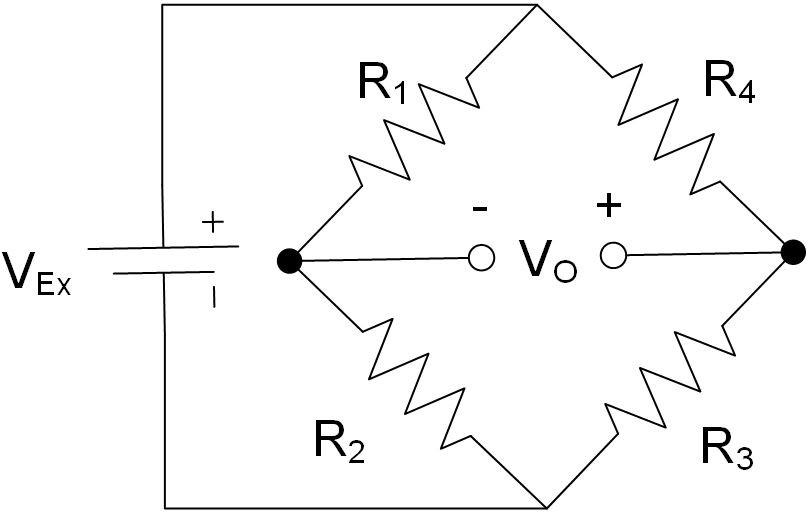 R1
R4
- +
+
VEx
VO
-
R2
R3